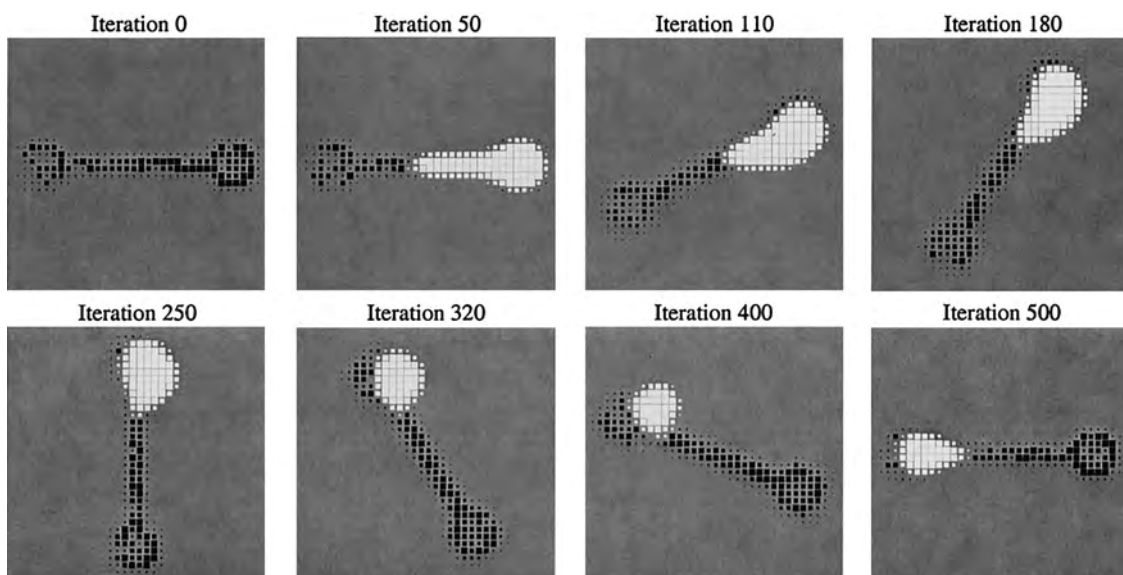 Iteration 0
Iteration 50
Iteration 110
Iteration 180
Iteration 250
Iteration 320
Iteration 400
Iteration 500